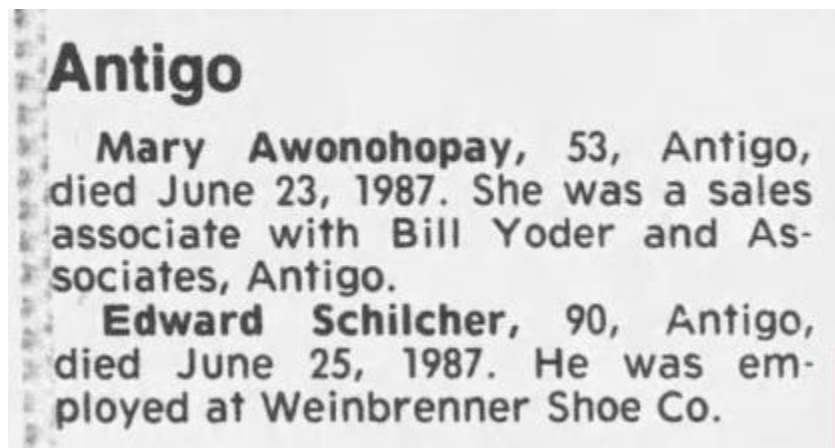 Antigo
Mary Awonohopay, 53, Antigo,
died June 23, 1987. She was a sales
associate with Bill Yoder and As-
sociates, Antigo.
Edward Schilcher, 90, Antigo,
died June 25, 1987. He was em-
ployed at Weinbrenner Shoe Co.